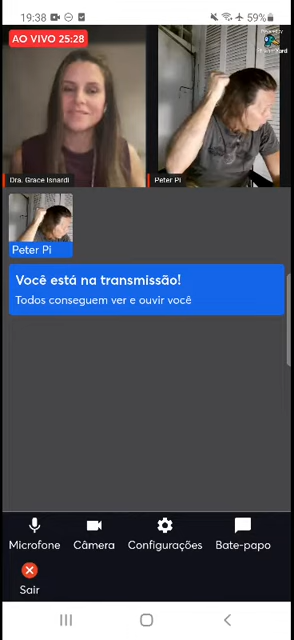 19:38
59%
AO VIVO 25:28
Dra. Grace Isnardi
Peter Pi
Peter Pi
Você está na transmissão!
Todos conseguem ver e ouvir você
Microfone
Câmera
Configurações
Bate-papo
Sair